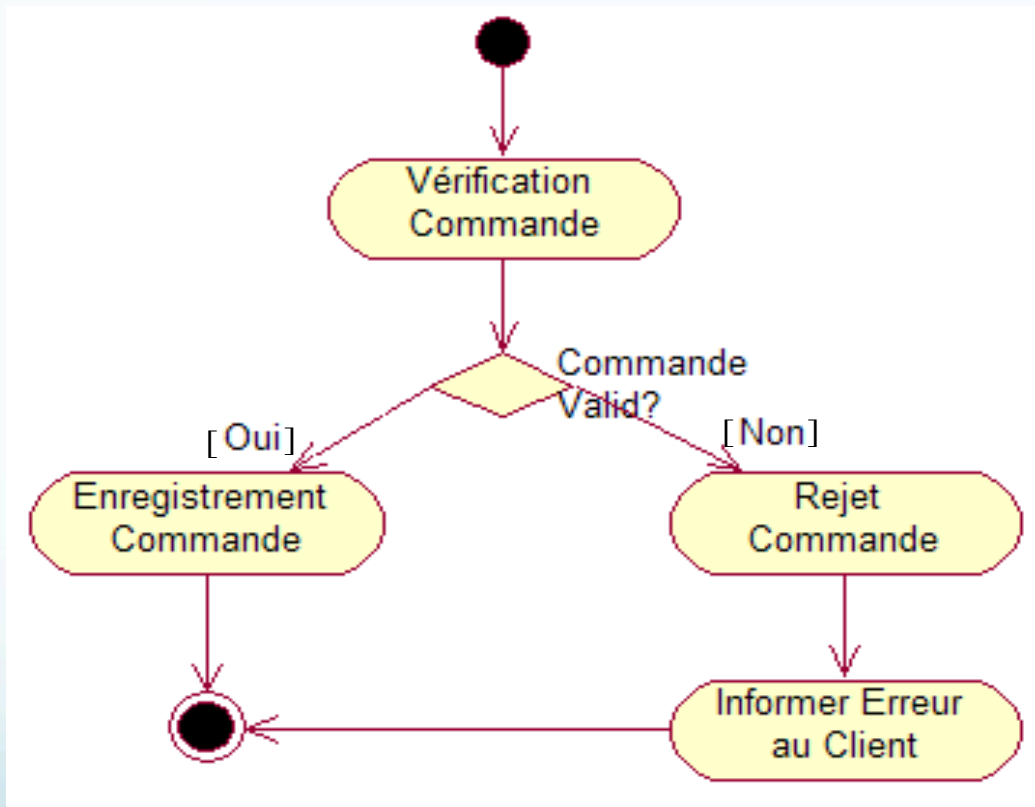 Vérification
Commande
Commande
Valid?
[Oui]
[Non]
Enregistrement
Commande
Rejet
Commande
Informer Erreur
au Client